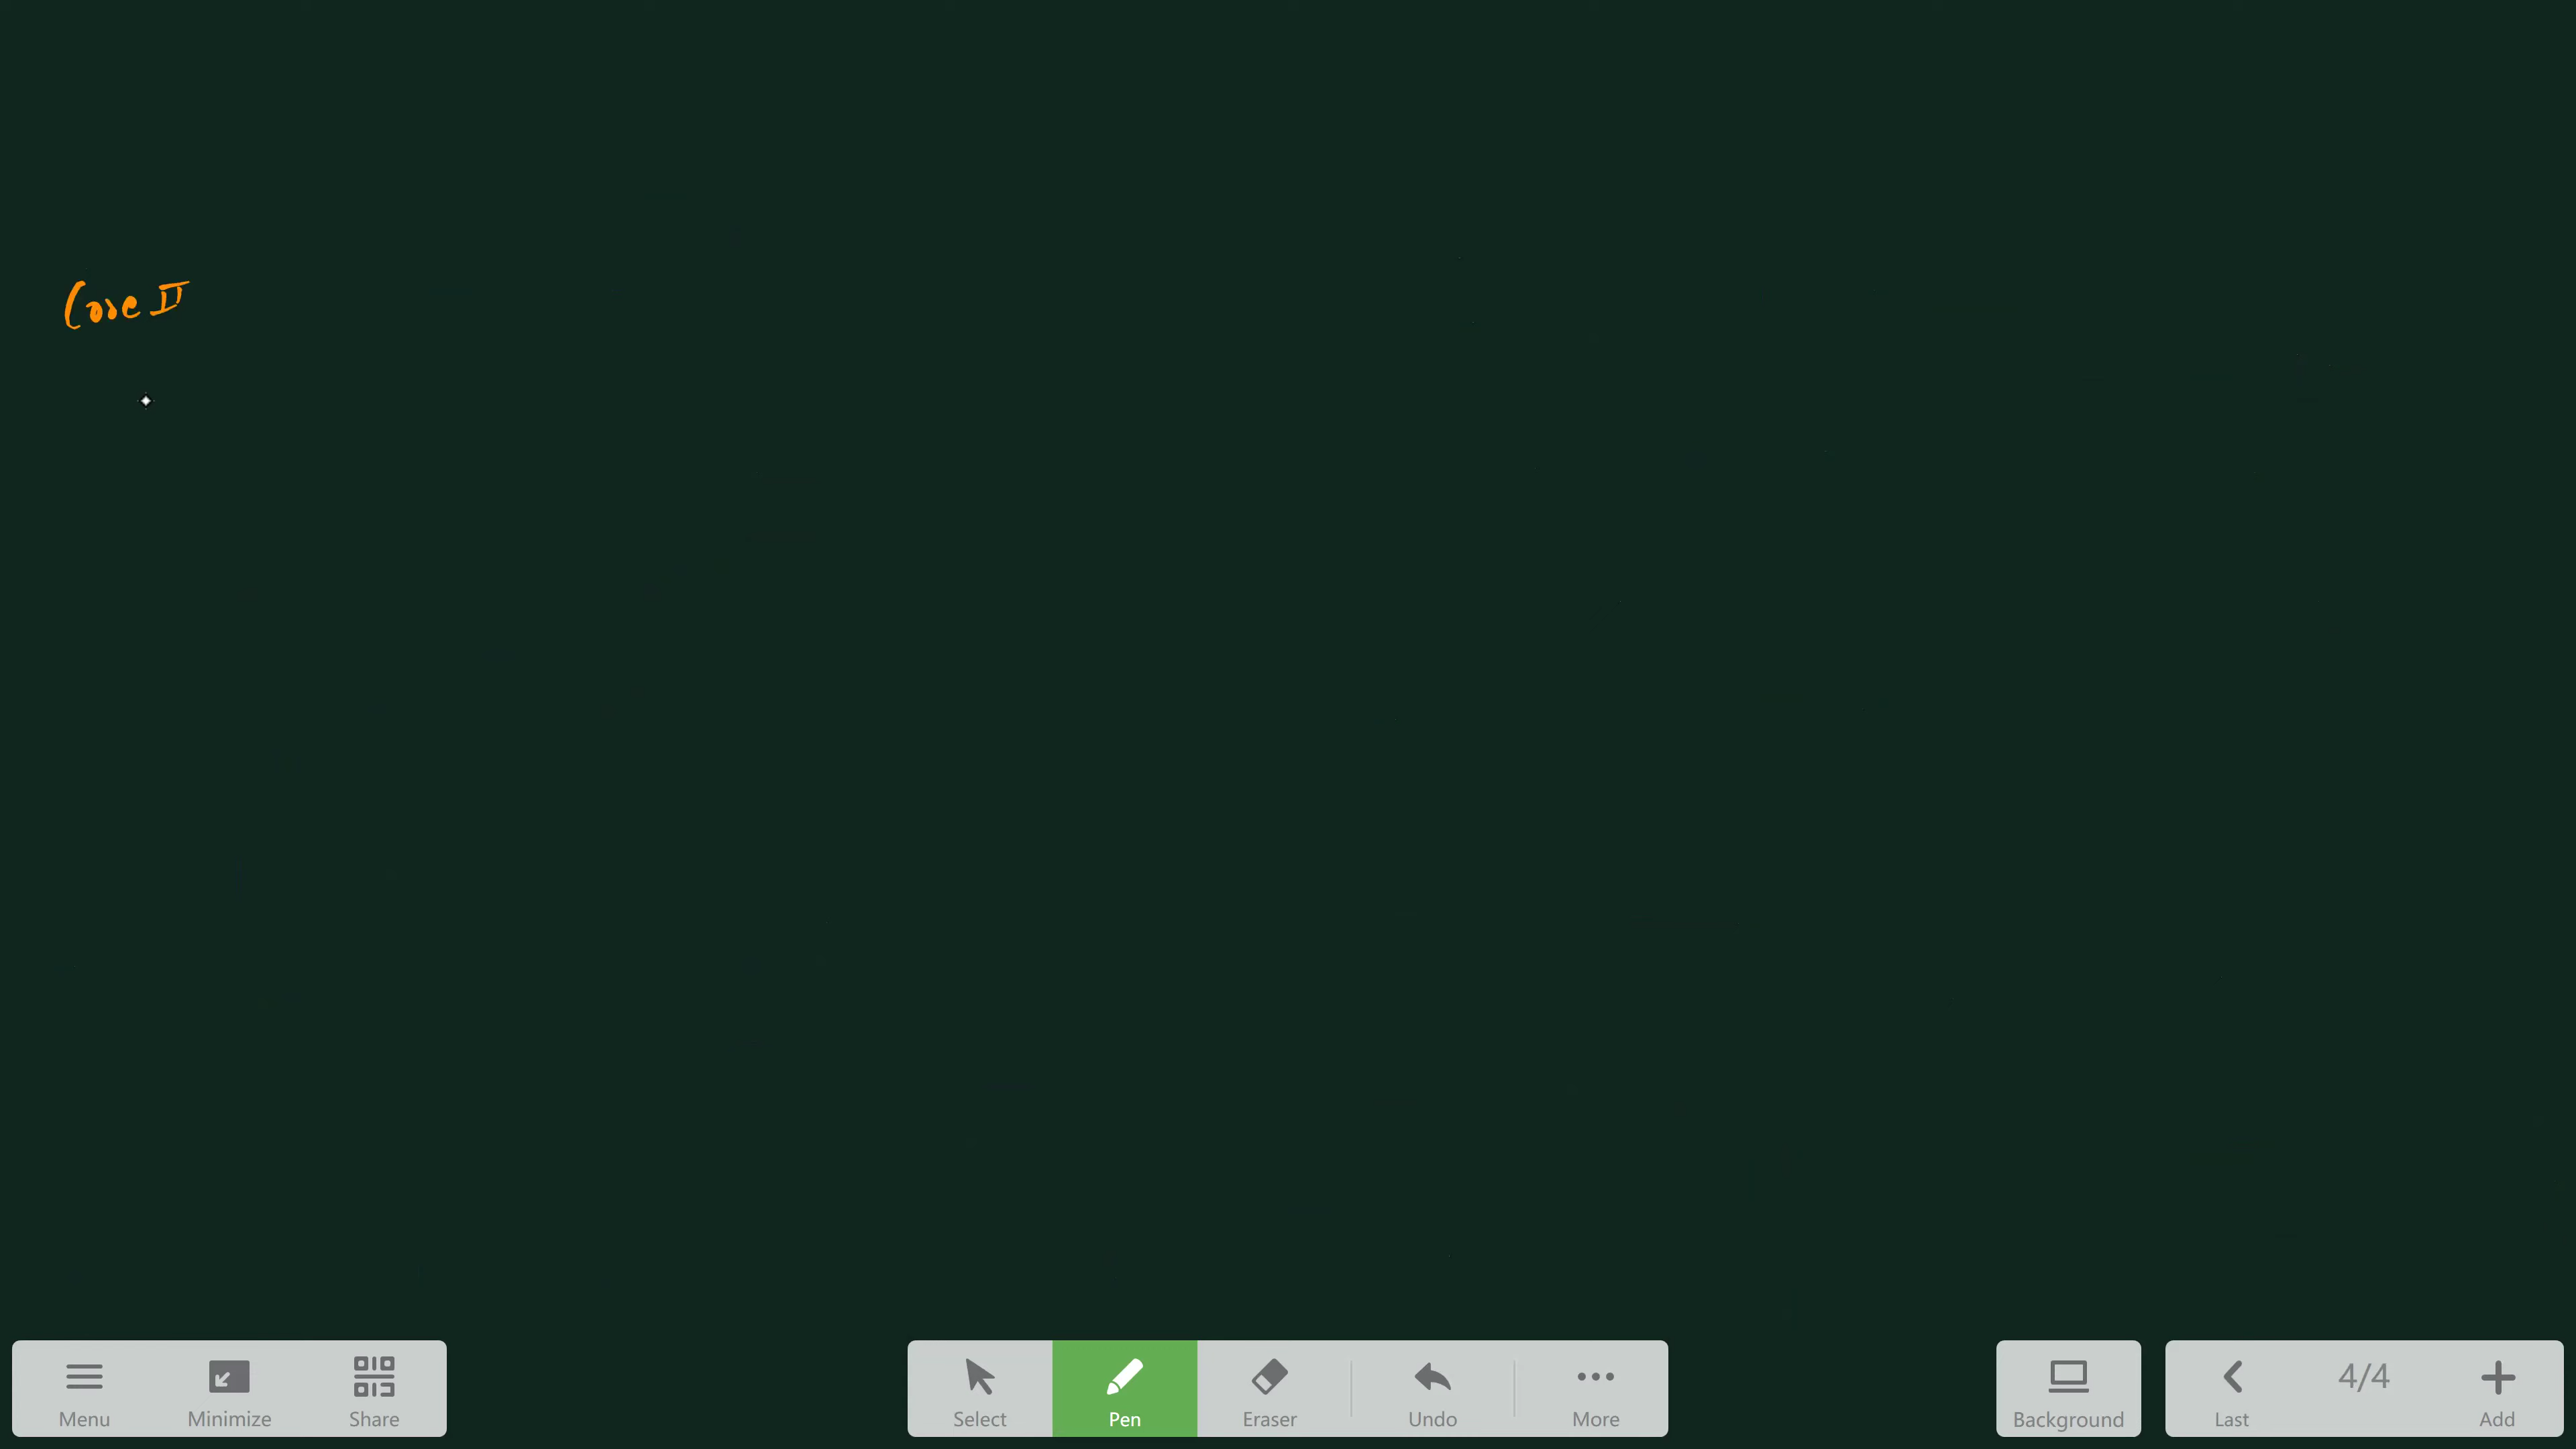 Case II
Menu
Minimize
Share
Select
Pen
Eraser
Undo
More
Background
Last
4/4
Add